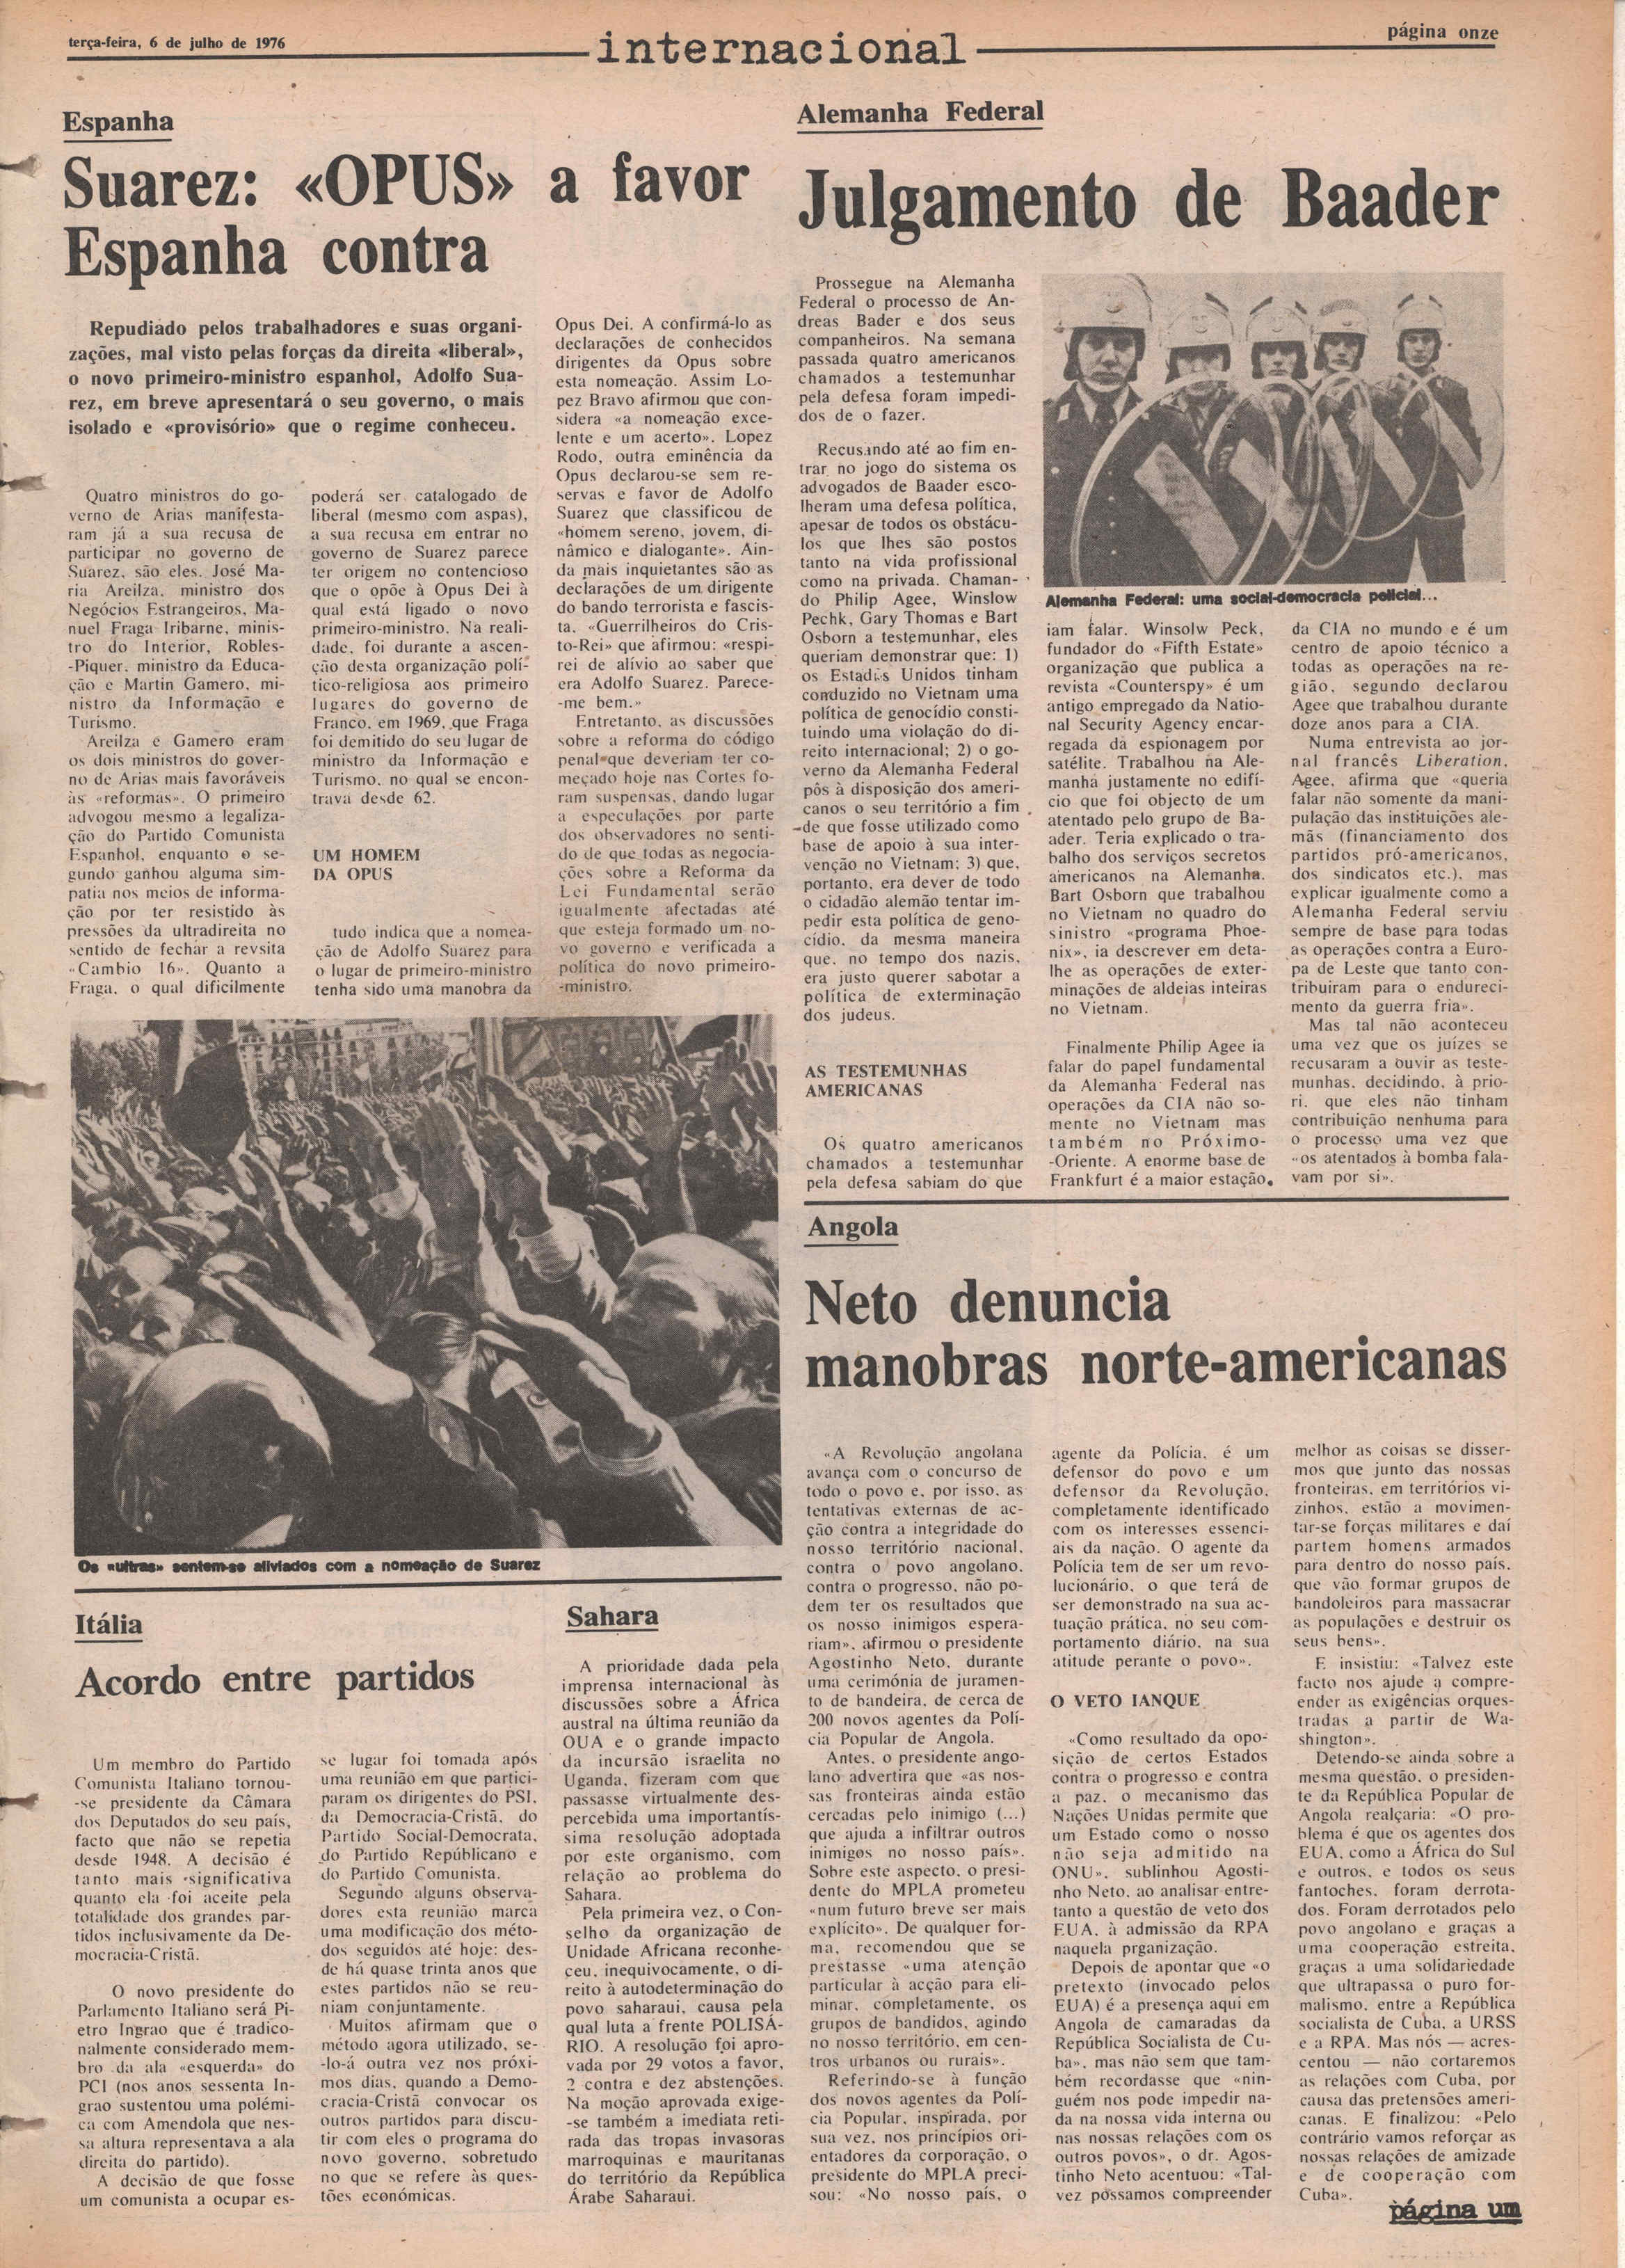 terça-feira, 6 de julho de 1976
internacional
página onze
Espanha
Suarez: «OPUS» a favor
Espanha contra
Repudiado pelos trabalhadores e suas organi-
zações, mal visto pelas forças da direita «liberal»,
o novo primeiro-ministro espanhol, Adolfo Sua-
rez, em breve apresentará o seu governo, o mais
isolado e «provisório» que o regime conheceu.
Quatro ministros do go-
verno de Arias manifesta-
ram já a sua recusa de
participar no governo de
Suarez, são eles. José Ma-
ria Areilza, ministro dos
Negócios Estrangeiros, Ma-
nuel Fraga Iribarne, minis-
tro do Interior, Robles-
-Piquer, ministro da Educa-
ção e Martin Gamero, mi-
nistro da Informação e
Turismo.
Areilza e Gamero eram
os dois ministros do gover-
no de Arias mais favoráveis
às «reformas». O primeiro
advogou mesmo a legaliza-
ção do Partido Comunista
Espanhol, enquanto o se-
gundo ganhou alguma sim-
patia nos meios de informa-
ção por ter resistido às
pressões da ultradireita no
sentido de fechar a revsita
«Cambio 16». Quanto a
Fraga, o qual dificilmente
poderá ser catalogado de
liberal (mesmo com aspas),
a sua recusa em entrar no
governo de Suarez parece
ter origem no contencioso
que o opõe à Opus Dei à
qual está ligado o novo
primeiro-ministro. Na reali-
dade, foi durante a ascen-
ção desta organização polí-
tico-religiosa aos primeiro
lugares do governo de
Franco, em 1969, que Fraga
foi demitido do seu lugar de
ministro da Informação e
Turismo, no qual se encon-
trava desde 62.
UM HOMEM
DA OPUS
tudo indica que a nomea-
ção de Adolfo Suarez para
o lugar de primeiro-ministro
tenha sido uma manobra da
Opus Dei. A confirmá-lo as
declarações de conhecidos
dirigentes da Opus sobre
esta nomeação. Assim Lo-
pez Bravo afirmou que con-
sidera «a nomeação exce-
lente e um acerto». Lopez
Rodo, outra eminência da
Opus declarou-se sem re-
servas e favor de Adolfo
Suarez que classificou de
«homem sereno, jovem, di-
nâmico e dialogante». Ain-
da mais inquietantes são as
declarações de um dirigente
do bando terrorista e fascis-
ta, «Guerrilheiros do Cris-
to-Rei» que afirmou: «respi-
rei de alívio ao saber que
era Adolfo Suarez. Parece-
-me bem.»
Entretanto, as discussões
sobre a reforma do código
penal que deveriam ter co-
meçado hoje nas Cortes fo-
ram suspensas, dando lugar
a especulações por parte
dos observadores no senti-
do de que todas as negocia-
ções sobre a Reforma da
Lei Fundamental serão
igualmente afectadas até
que esteja formado um no-
vo governo e verificada a
política do novo primeiro-
-ministro.
Os «ultras» sentem-se aliviados com a nomeação de Suarez
Alemanha Federal
Julgamento de Baader
Prossegue na Alemanha
Federal o processo de An-
dreas Bader e dos seus
companheiros. Na semana
passada quatro americanos
chamados a testemunhar
pela defesa foram impedi-
dos de o fazer.
Recusando até ao fim en-
trar no jogo do sistema os
advogados de Baader esco-
lheram uma defesa política,
apesar de todos os obstácu-
los que lhes são postos
tanto na vida profissional
como na privada. Chaman-
do Philip Agee, Winslow
Pechk, Gary Thomas e Bart
Osborn a testemunhar, eles
queriam demonstrar que: 1)
os Estados Unidos tinham
conduzido no Vietnam uma
política de genocídio consti-
tuindo uma violação do di-
reito internacional; 2) o go-
verno da Alemanha Federal
pôs à disposição dos ameri-
canos o seu território a fim
de que fosse utilizado como
base de apoio à sua inter-
venção no Vietnam; 3) que,
portanto, era dever de todo
o cidadão alemão tentar im-
pedir esta política de geno-
cídio, da mesma maneira
que, no tempo dos nazis,
era justo querer sabotar a
política de exterminação
dos judeus.
AS TESTEMUNHAS
AMERICANAS
Os quatro americanos
chamados a testemunhar
pela defesa sabiam do que
Alemanha Federal: uma social-democracia policial...
iam falar. Winsolw Peck,
fundador do «Fifth Estate»
organização que publica a
revista «Counterspy» é um
antigo empregado da Natio-
nal Security Agency encar-
regada da espionagem por
satélite. Trabalhou na Ale-
manha justamente no edifí-
cio que foi objecto de um
atentado pelo grupo de Ba-
ader. Teria explicado o tra-
balho dos serviços secretos
americanos na Alemanha.
Bart Osborn que trabalhou
no Vietnam no quadro do
sinistro «programa Phoe-
nix», ia descrever em deta-
lhe as operações de exter-
minações de aldeias inteiras
no Vietnam.
Finalmente Philip Agee ia
falar do papel fundamental
da Alemanha Federal nas
operações da CIA não so-
mente no Vietnam mas
também no Próximo-
-Oriente. A enorme base de
Frankfurt é a maior estação
da CIA no mundo e é um
centro de apoio técnico a
todas as operações na re-
gião, segundo declarou
Agee que trabalhou durante
doze anos para a CIA.
Numa entrevista ao jor-
nal francês Liberation,
Agee, afirma que «queria
falar não somente da mani-
pulação das instituições ale-
mãs (financiamento dos
partidos pró-americanos,
dos sindicatos etc.), mas
explicar igualmente como a
Alemanha Federal serviu
sempre de base para todas
as operações contra a Euro-
pa de Leste que tanto con-
tribuiram para o endureci-
mento da guerra fria».
Mas tal não aconteceu
uma vez que os juízes se
recusaram a ouvir as teste-
munhas, decidindo, à prio-
ri, que eles não tinham
contribuição nenhuma para
o processo uma vez que
«os atentados à bomba fala-
vam por si».
Angola
Neto denuncia
manobras norte-americanas
«A Revolução angolana
avança com o concurso de
todo o povo e, por isso, as
tentativas externas de ac-
ção contra a integridade do
nosso território nacional,
contra o povo angolano,
contra o progresso, não po-
dem ter os resultados que
os nosso inimigos espera-
riam», afirmou o presidente
Agostinho Neto, durante
uma cerimónia de juramen-
to de bandeira, de cerca de
200 novos agentes da Polí-
cia Popular de Angola.
Antes, o presidente ango-
lano advertira que «as nos-
sas fronteiras ainda estão
cercadas pelo inimigo (...)
que ajuda a infiltrar outros
inimigos no nosso país».
Sobre este aspecto, o presi-
dente do MPLA prometeu
«num futuro breve ser mais
explícito». De qualquer for-
ma, recomendou que se
prestasse «uma atenção
particular à acção para eli-
minar, completamente, os
grupos de bandidos, agindo
no nosso território, em cen-
tros urbanos ou rurais».
Referindo-se à função
dos novos agentes da Polí-
cia Popular, inspirada, por
sua vez, nos princípios ori-
entadores da corporação, o
presidente do MPLA preci-
sou: «No nosso país, o
agente da Polícia, é um
defensor do povo e um
defensor da Revolução,
completamente identificado
com os interesses essenci-
ais da nação. O agente da
Polícia tem de ser um revo-
lucionário, o que terá de
ser demonstrado na sua ac-
tuação prática, no seu com-
portamento diário, na sua
atitude perante o povo».
O VETO IANQUE
«Como resultado da opo-
sição de certos Estados
contra o progresso e contra
a paz, o mecanismo das
Nações Unidas permite que
um Estado como o nosso
não seja admitido na
ONU», sublinhou Agosti-
nho Neto, ao analisar entre-
tanto a questão de veto dos
EUA, à admissão da RPA
naquela prganização.
Depois de apontar que «o
pretexto (invocado pelos
EUA) é a presença aqui em
Angola de camaradas da
República Socialista de Cu-
ba», mas não sem que tam-
bém recordasse que «nin-
guém nos pode impedir na-
da na nossa vida interna ou
nas nossas relações com os
outros povos», o dr. Agos-
tinho Neto acentuou: «Tal-
vez possamos compreender
melhor as coisas se disser-
mos que junto das nossas
fronteiras, em territórios vi-
zinhos, estão a movimen-
tar-se forças militares e daí
partem homens armados
para dentro do nosso país,
que vão formar grupos de
bandoleiros para massacrar
as populações e destruir os
seus bens».
E insistiu: «Talvez este
facto nos ajude a compre-
ender as exigências orques-
tradas a partir de Wa-
shington».
Detendo-se ainda sobre a
mesma questão, o presiden-
te da República Popular de
Angola realçaria: «O pro-
blema é que os agentes dos
EUA, como a África do Sul
e outros, e todos os seus
fantoches, foram derrota-
dos. Foram derrotados pelo
povo angolano e graças a
uma cooperação estreita,
graças a uma solidariedade
que ultrapassa o puro for-
malismo, entre a República
socialista de Cuba, a URSS
e a RPA. Mas nós — acres-
centou — não cortaremos
as relações com Cuba, por
causa das pretensões ameri-
canas. E finalizou: «Pelo
contrário vamos reforçar as
nossas relações de amizade
e de cooperação com
Cuba».
Itália
Acordo entre partidos
Um membro do Partido
Comunista Italiano tornou-
-se presidente da Câmara
dos Deputados do seu país,
facto que não se repetia
desde 1948. A decisão é
tanto mais significativa
quanto ela foi aceite pela
totalidade dos grandes par-
tidos inclusivamente da De-
mocracia-Cristã.
O novo presidente do
Parlamento Italiano será Pi-
etro Ingrao que é tradicio-
nalmente considerado mem-
bro da ala «esquerda» do
PCI (nos anos sessenta In-
grao sustentou uma polémi-
ca com Amendola que nes-
sa altura representava a ala
direita do partido).
A decisão de que fosse
um comunista a ocupar es-
se lugar foi tomada após
uma reunião em que partici-
param os dirigentes do PSI,
da Democracia-Cristã, do
Partido Social-Democrata,
do Partido Repúblicano e
do Partido Comunista.
Segundo alguns observa-
dores esta reunião marca
uma modificação dos méto-
dos seguidos até hoje: des-
de há quase trinta anos que
estes partidos não se reu-
niam conjuntamente.
Muitos afirmam que o
método agora utilizado, se-
-lo-á outra vez nos próxi-
mos dias, quando a Demo-
cracia-Cristã convocar os
outros partidos para discu-
tir com eles o programa do
novo governo, sobretudo
no que se refere às ques-
tões económicas.
Sahara
A prioridade dada pela
imprensa internacional às
discussões sobre a África
austral na última reunião da
OUA e o grande impacto
da incursão israelita no
Uganda, fizeram com que
passasse virtualmente des-
percebida uma importantís-
sima resolução adoptada
por este organismo, com
relação ao problema do
Sahara.
Pela primeira vez, o Con-
selho da organização de
Unidade Africana reconhe-
ceu, inequivocamente, o di-
reito à autodeterminação do
povo saharaui, causa pela
qual luta a frente POLISÁ-
RIO. A resolução foi apro-
vada por 29 votos a favor,
2 contra e dez abstenções.
Na moção aprovada exige-
-se também a imediata reti-
rada das tropas invasoras
marroquinas e mauritanas
do território da República
Árabe Saharaui.
página um